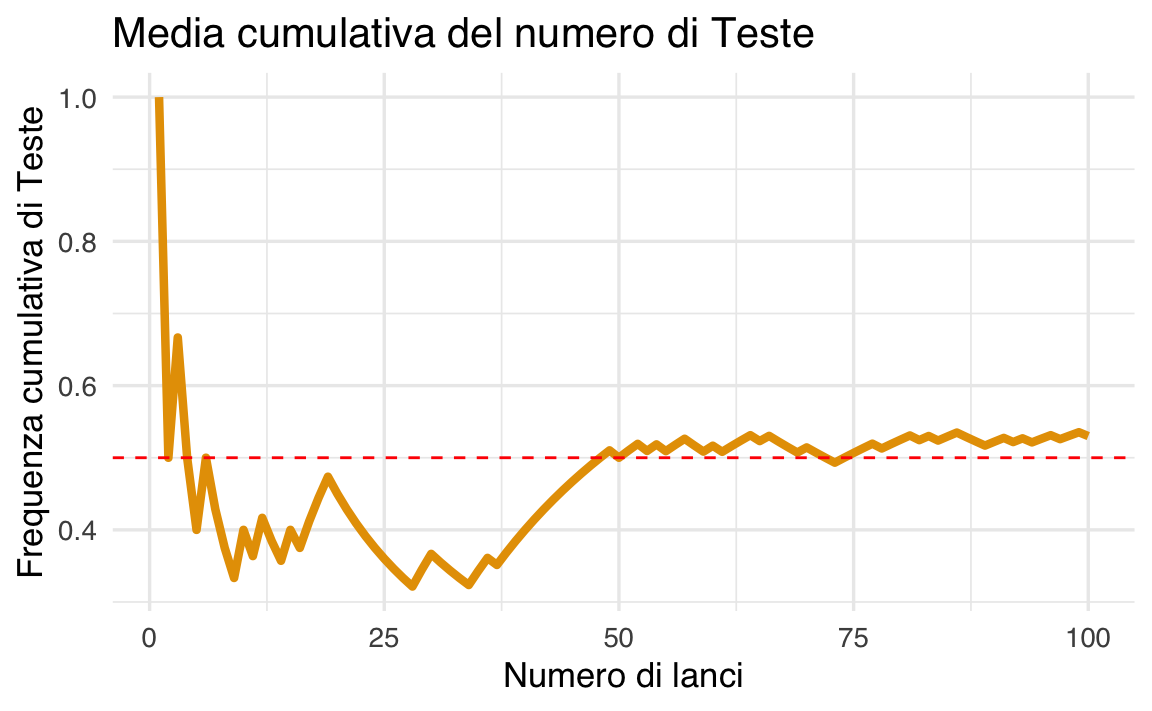 Media cumulativa del numero di Teste
Frequenza cumulativa di Teste
1.0
0.8
0.6
0.4
0 25 50 75 100
Numero di lanci